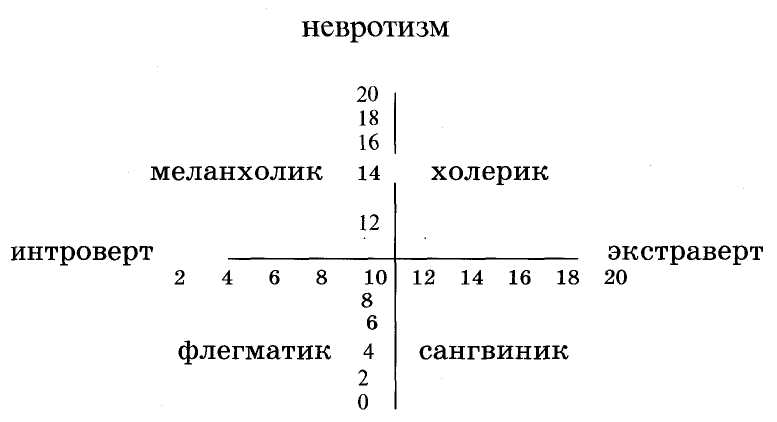 невротизм
20
18
16
меланхолик 14 холерик
12
интроверт экстраверт
2 4 6 8 10 12 14 16 18 20
8
6
флегматик 4 сангвиник
2
0